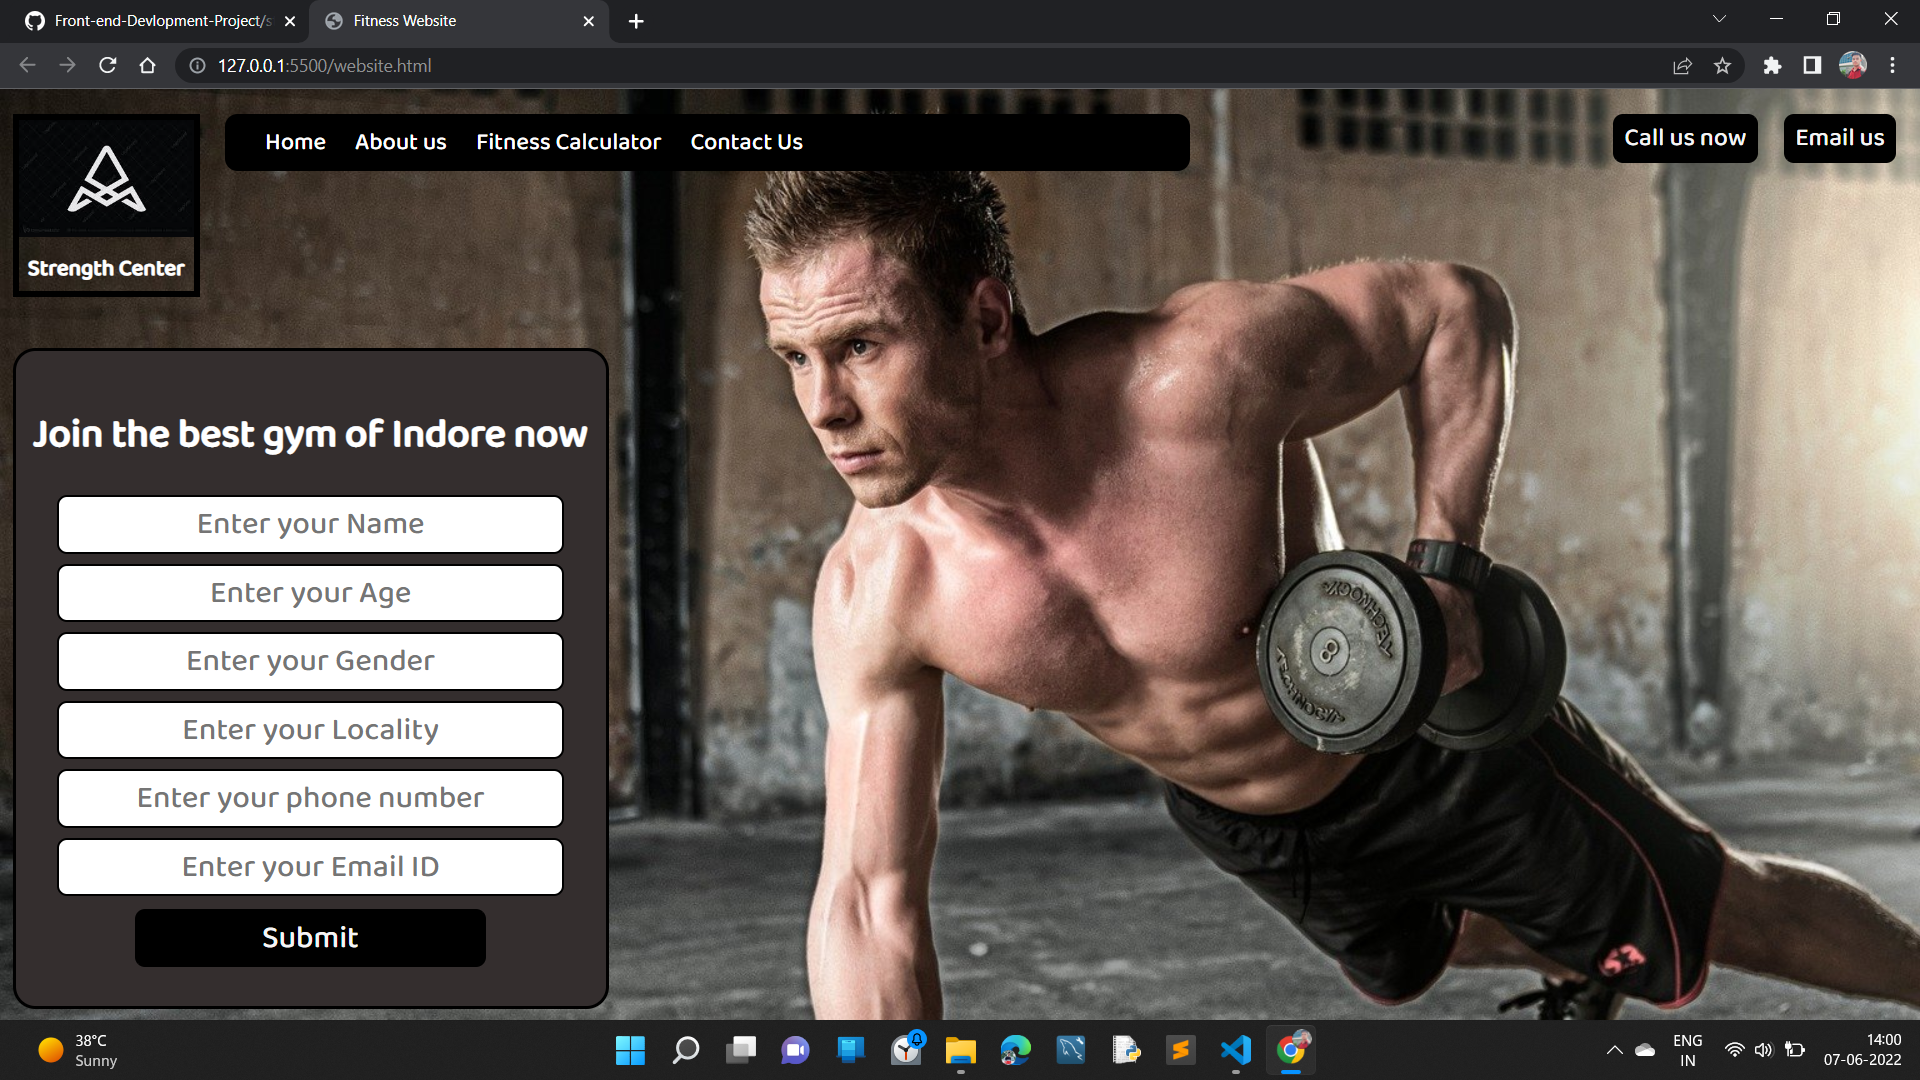 Front-end-Devlopment-Project/s
Fitness Website
127.0.0.1:5500/website.html
Home
About us
Fitness Calculator
Contact Us
Call us now
Email us
Strength Center
Join the best gym of Indore now
Enter your Name
Enter your Age
Enter your Gender
Enter your Locality
Enter your phone number
Enter your Email ID
Submit
8
38°C
Sunny
ENG
IN
14:00
07-06-2022